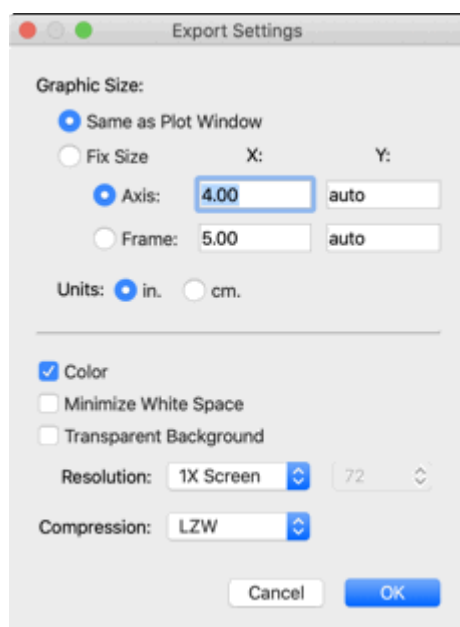 Export Settings
Graphic Size:
Same as Plot Window
Fix Size X: Y:
Axis: 4.00 auto
Frame: 5.00 auto
Units: in. cm.
Color
Minimize White Space
Transparent Background
Resolution: 1X Screen 72
Compression: LZW
Cancel OK